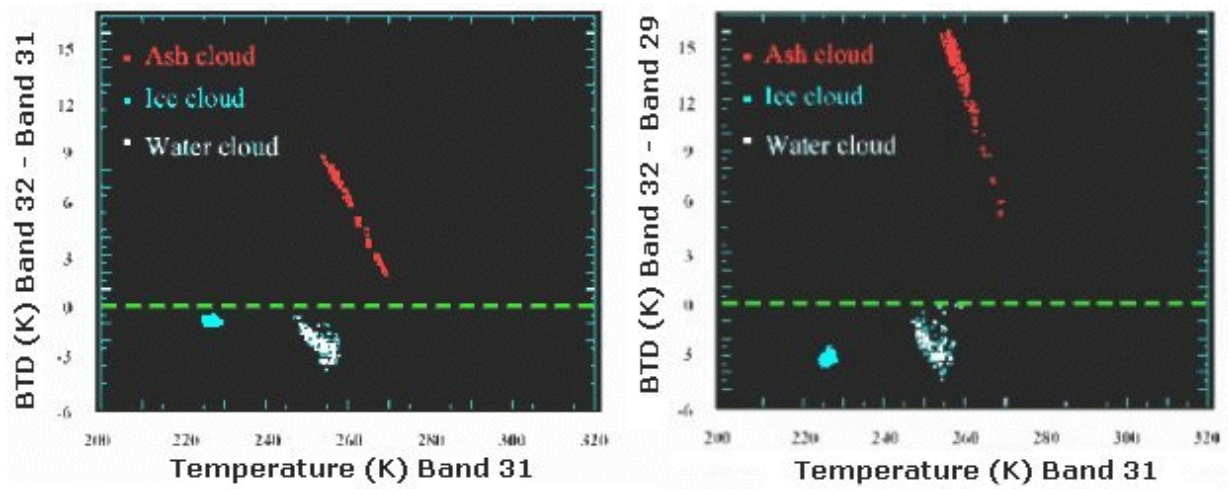 BTD (K) Band 32 - Band 31
15
12
9
6
3
0
-3
-6
Ash cloud
Ice cloud
Water cloud
200 220 240 260 280 300 320
Temperature (K) Band 31
BTD (K) Band 32 - Band 29
15
12
9
6
3
0
3
-6
Ash cloud
Ice cloud
Water cloud
200 220 240 260 280 300 320
Temperature (K) Band 31